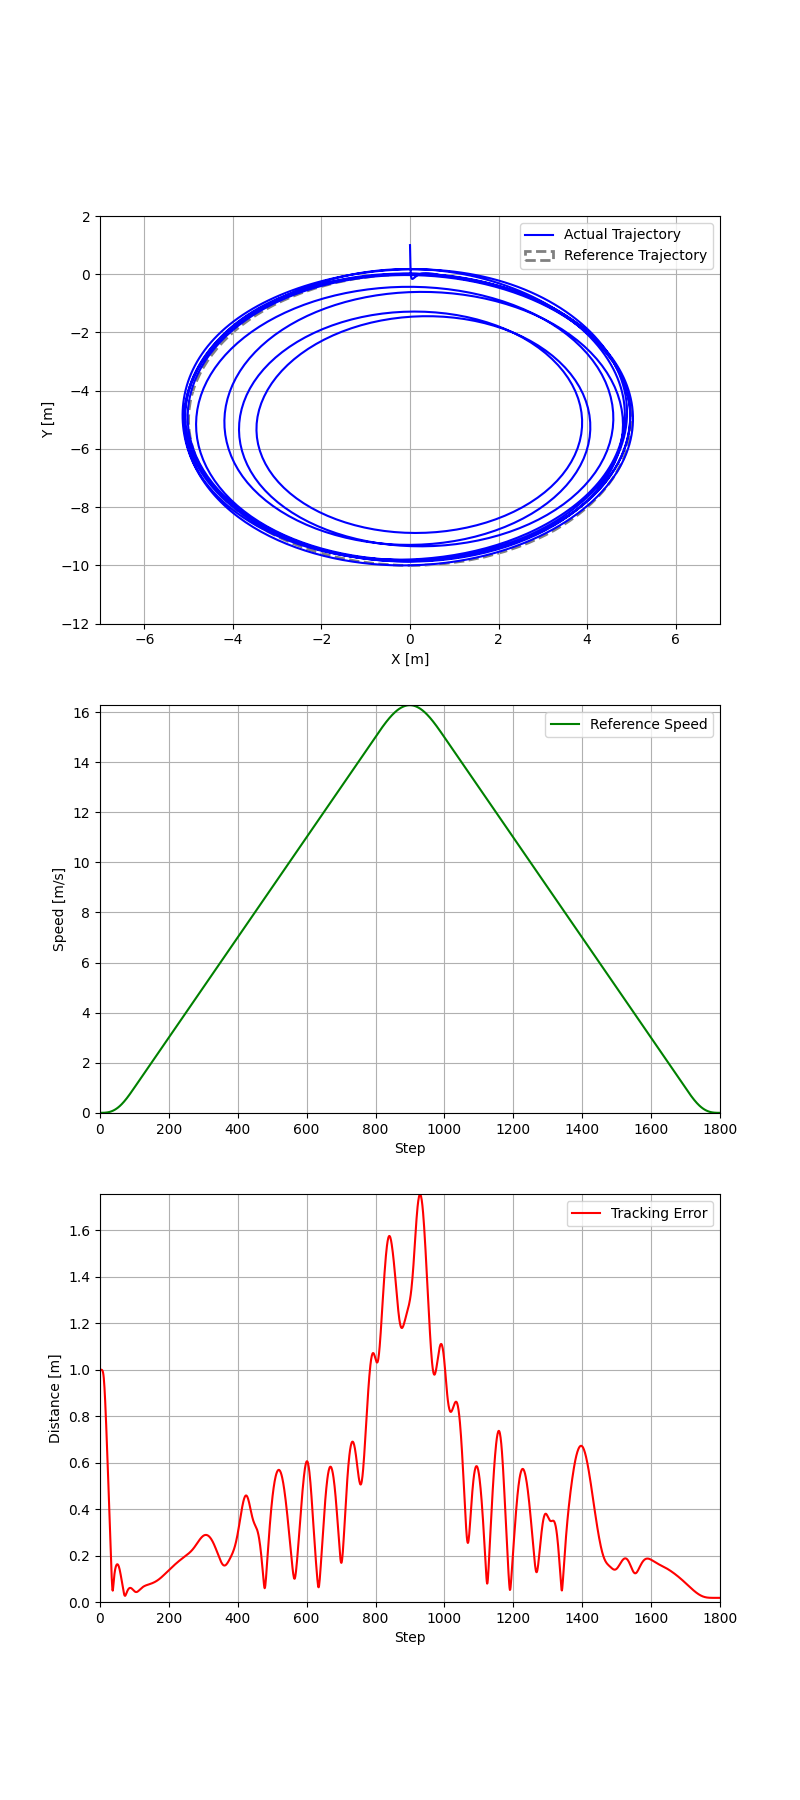 2
0
−2
−4
−6
−8
−10
−12
Y [m]
Actual Trajectory
Reference Trajectory
−6 −4 −2 0 2 4 6
X [m]
16
14
12
10
8
6
4
2
0
Speed [m/s]
Reference Speed
0 200 400 600 800 1000 1200 1400 1600 1800
Step
1.6
1.4
1.2
1.0
0.8
0.6
0.4
0.2
0.0
Distance [m]
Tracking Error
0 200 400 600 800 1000 1200 1400 1600 1800
Step